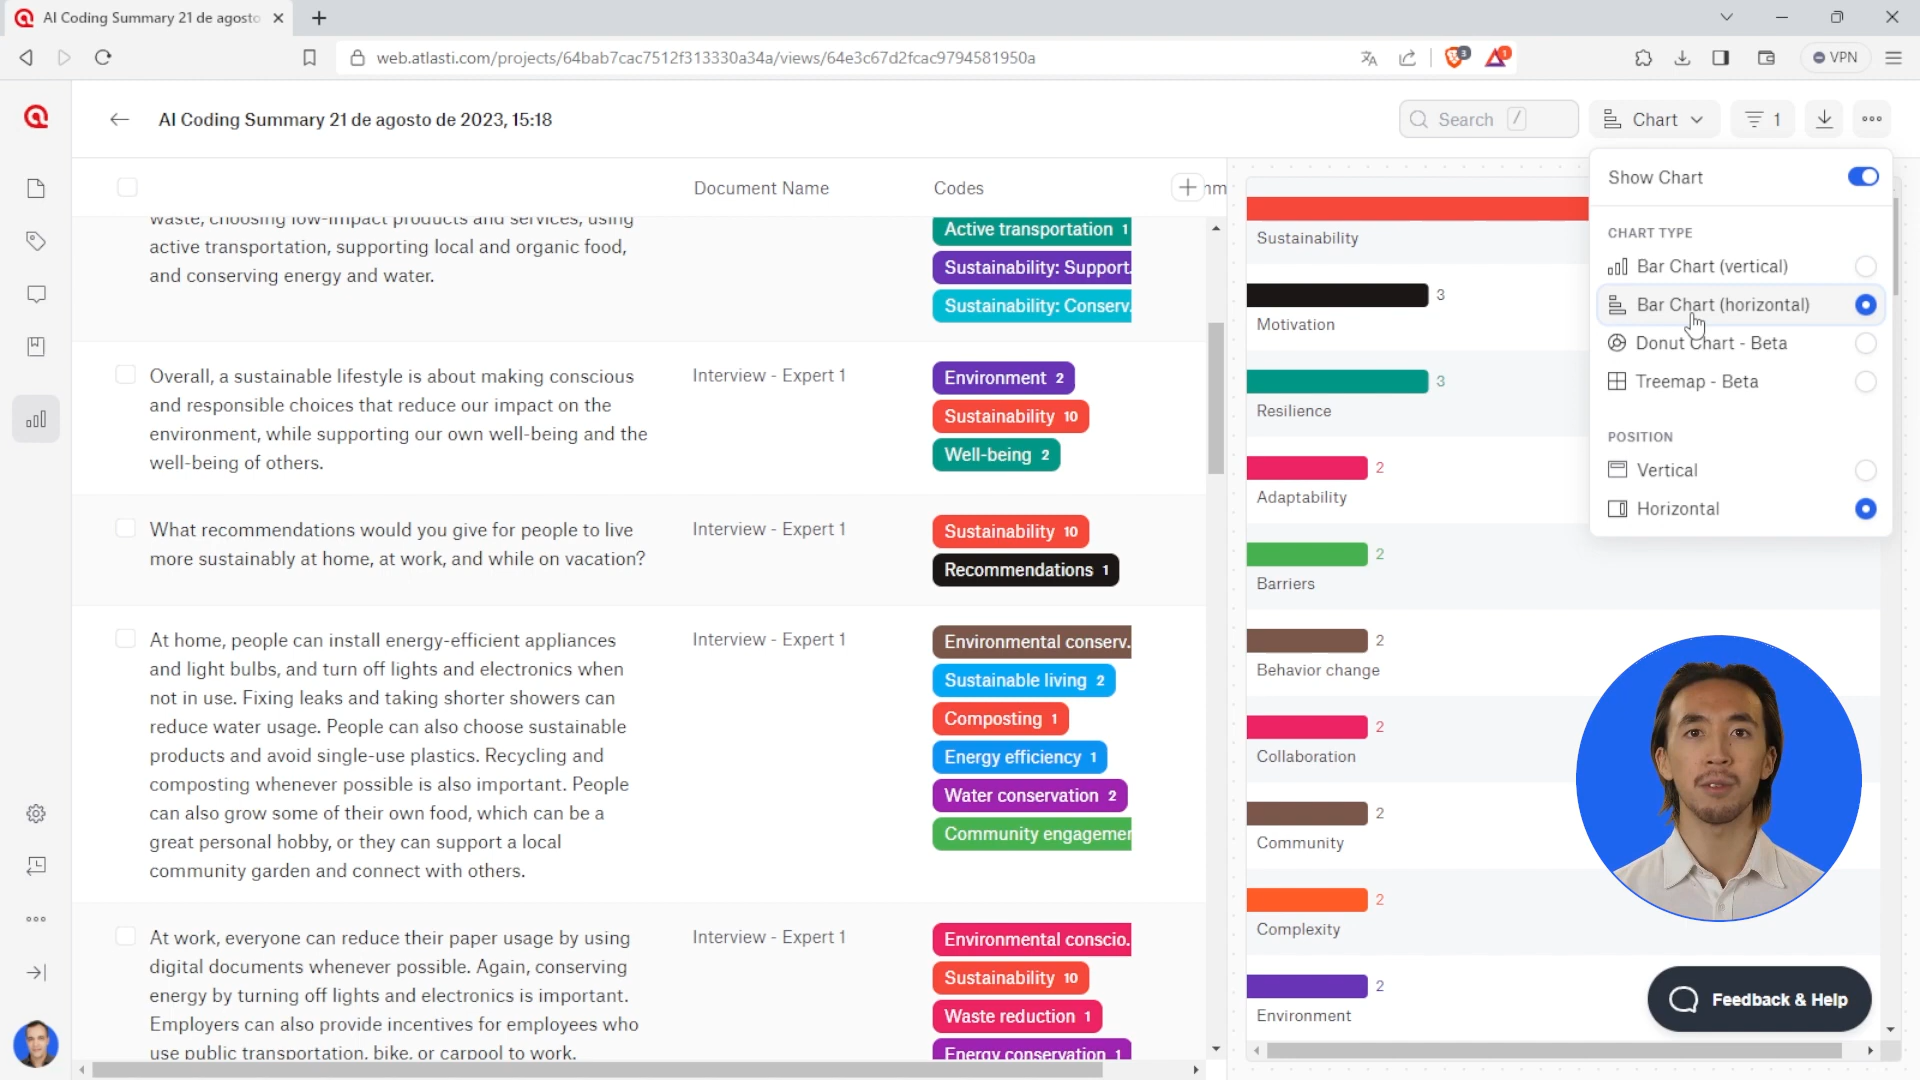 AI Coding Summary 21 de agosto
web.atlasti.com/projects/64bab7cac7512f313330a34a/views/64e3c67d2fcac9794581950a
3
1
VPN
AI Coding Summary 21 de agosto de 2023, 15:18
Search /
Chart
1
Document Name
Codes
waste, choosing low-impact products and services, using
active transportation, supporting local and organic food,
and conserving energy and water.
Active transportation 1
Sustainability: Support.
Sustainability: Conserv.
Overall, a sustainable lifestyle is about making conscious
and responsible choices that reduce our impact on the
environment, while supporting our own well-being and the
well-being of others.
Interview - Expert 1
Environment 2
Sustainability 10
Well-being 2
What recommendations would you give for people to live
more sustainably at home, at work, and while on vacation?
Interview - Expert 1
Sustainability 10
Recommendations 1
At home, people can install energy-efficient appliances
and light bulbs, and turn off lights and electronics when
not in use. Fixing leaks and taking shorter showers can
reduce water usage. People can also choose sustainable
products and avoid single-use plastics. Recycling and
composting whenever possible is also important. People
can also grow some of their own food, which can be a
great personal hobby, or they can support a local
community garden and connect with others.
Interview - Expert 1
Environmental conserv.
Sustainable living 2
Composting 1
Energy efficiency 1
Water conservation 2
Community engagemer
At work, everyone can reduce their paper usage by using
digital documents whenever possible. Again, conserving
energy by turning off lights and electronics is important.
Employers can also provide incentives for employees who
use public transportation, bike, or carpool to work.
Interview - Expert 1
Environmental conscio.
Sustainability 10
Waste reduction 1
Energy conservation 1
Sustainability
3
Motivation
3
Resilience
2
Adaptability
2
Barriers
2
Behavior change
2
Collaboration
2
Community
2
Complexity
2
Environment
Show Chart
CHART TYPE
Bar Chart (vertical)
Bar Chart (horizontal)
Donut Chart - Beta
Treemap - Beta
POSITION
Vertical
Horizontal
Feedback & Help